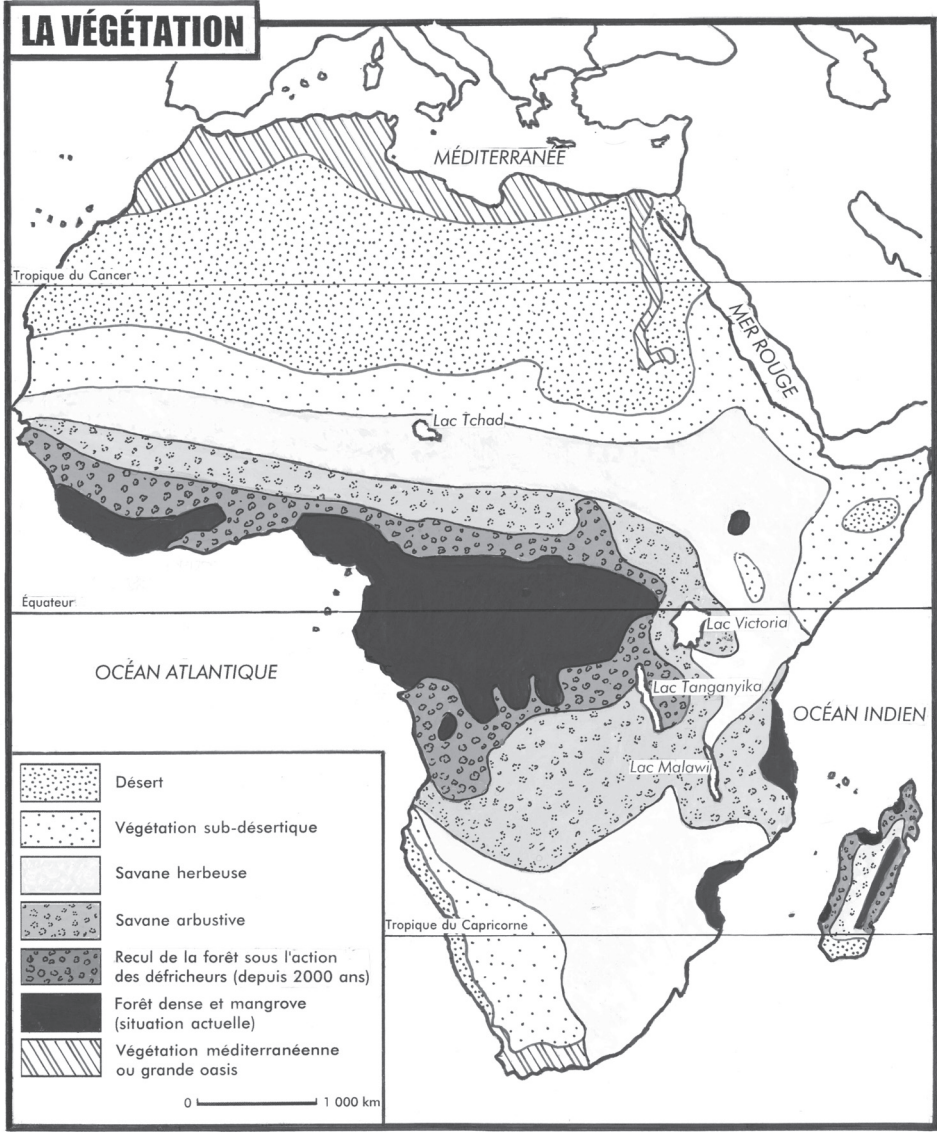 LA VÉGÉTATION
MÉDITERRANÉE
Tropique du Cancer
MER ROUGE
Lac Tchad
Équateur
Lac Victoria
OCÉAN ATLANTIQUE
Lac Tanganyika
OCÉAN INDIEN
Lac Malawi
Tropique du Capricorne
Désert
Végétation sub-désertique
Savane herbeuse
Savane arbustive
Recul de la forêt sous l'action
des défricheurs (depuis 2000 ans)
Forêt dense et mangrove
(situation actuelle)
Végétation méditerranéenne
ou grande oasis
0 1 000 km